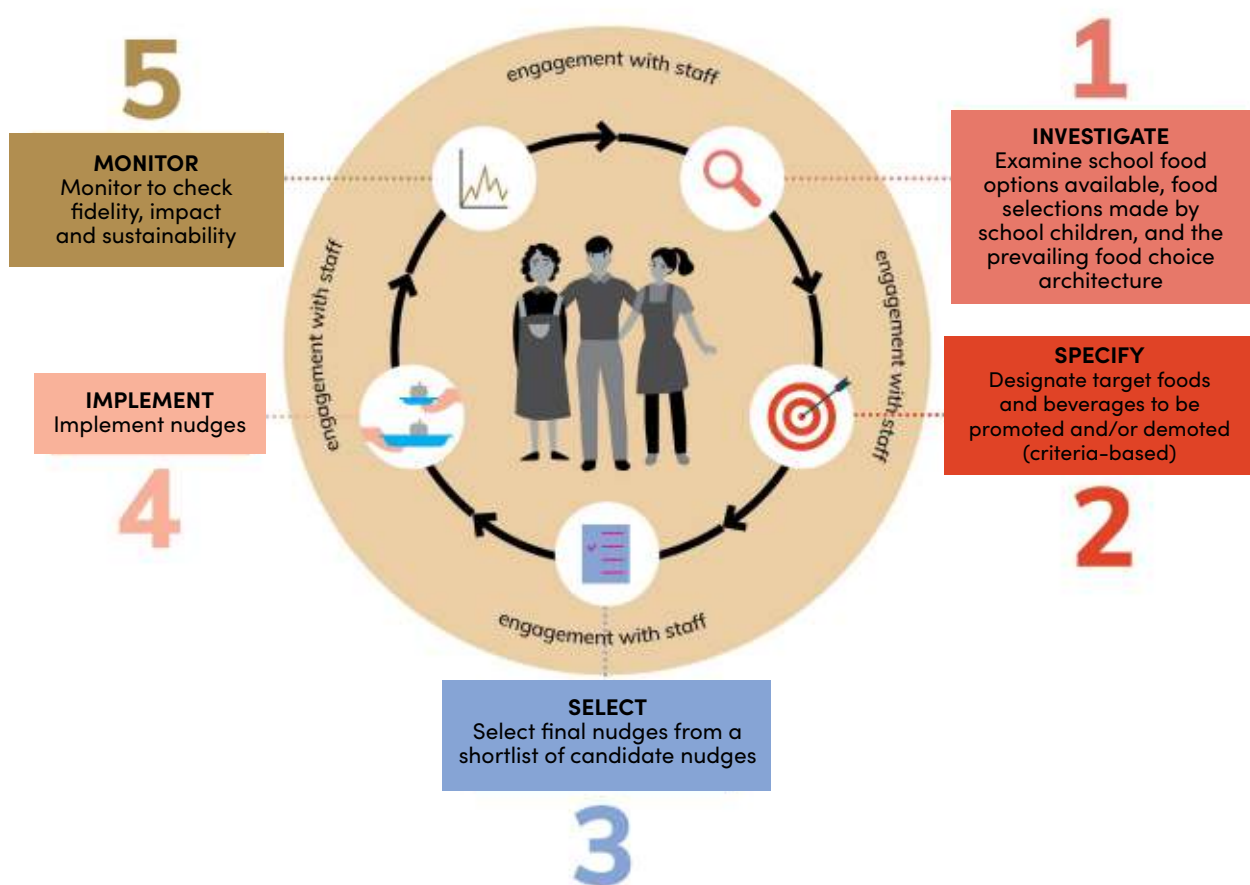 1
INVESTIGATE
Examine school food
options available, food
selections made by
school children, and the
prevailing food choice
architecture
SPECIFY
Designate target foods
and beverages to be
promoted and/or demoted
(criteria-based)
2
SELECT
Select final nudges from a
shortlist of candidate nudges
3
IMPLEMENT
Implement nudges
4
5
MONITOR
Monitor to check
fidelity, impact
and sustainability
engagement with staff
engagement with staff
engagement with staff
engagement with staff